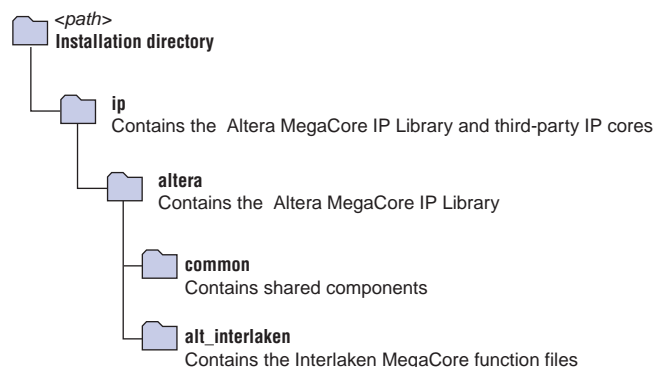 <path>
Installation directory
ip
Contains the Altera MegaCore IP Library and third-party IP cores
altera
Contains the Altera MegaCore IP Library
common
Contains shared components
alt_interlaken
Contains the Interlaken MegaCore function files